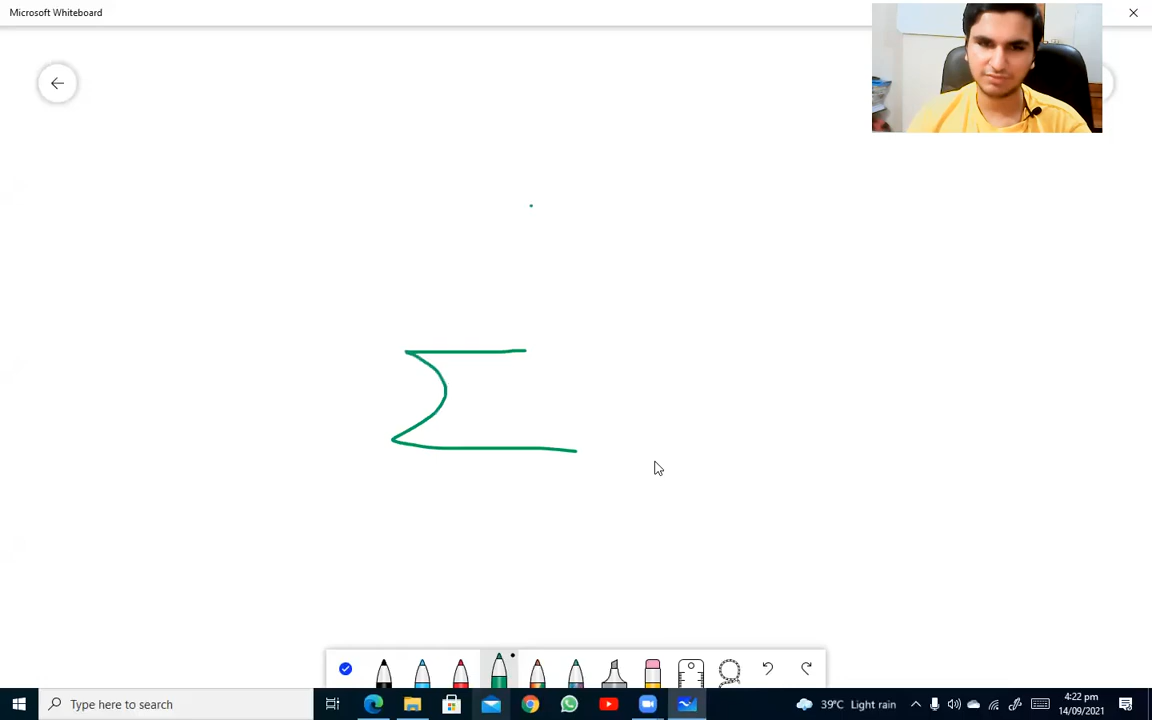 Microsoft Whiteboard
Σ
Type here to search
39°C Light rain
4:22 pm
14/09/2021